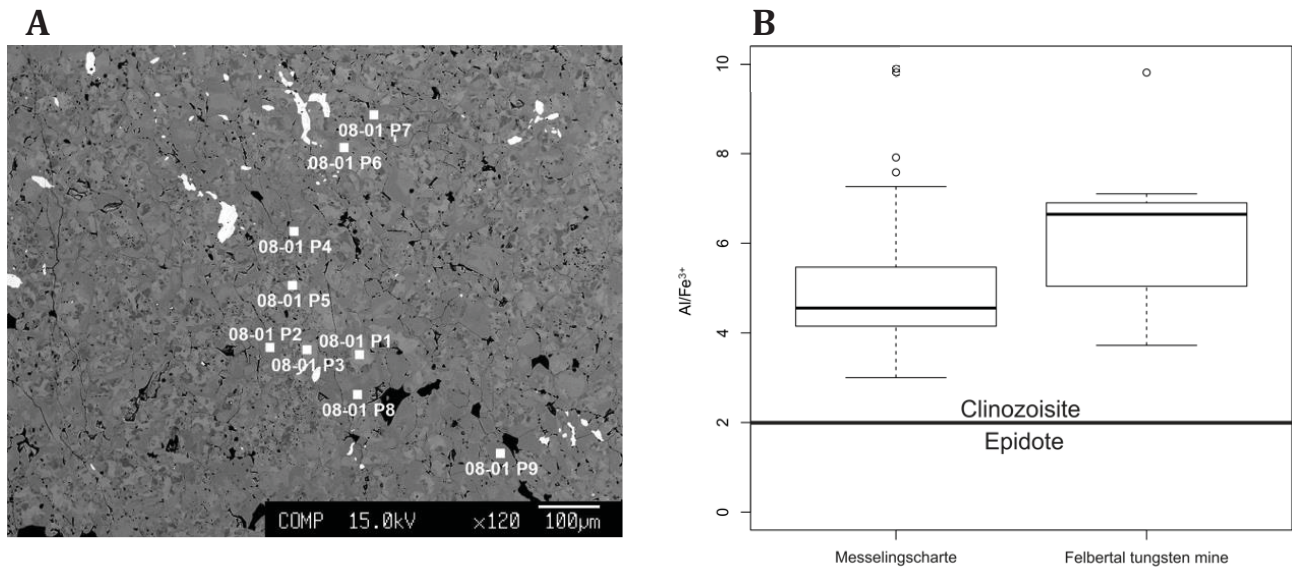 A
08-01 P7
08-01 P6
08-01 P4
08-01 P5
08-01 P2
08-01 P1
08-01 P3
08-01 P8
08-01 P9
COMP 15.0kV ×120 100µm
B
10
8
6
4
2
0
Al/Fe³⁺
Clinozoisite
Epidote
Messelingscharte
Felbertal tungsten mine